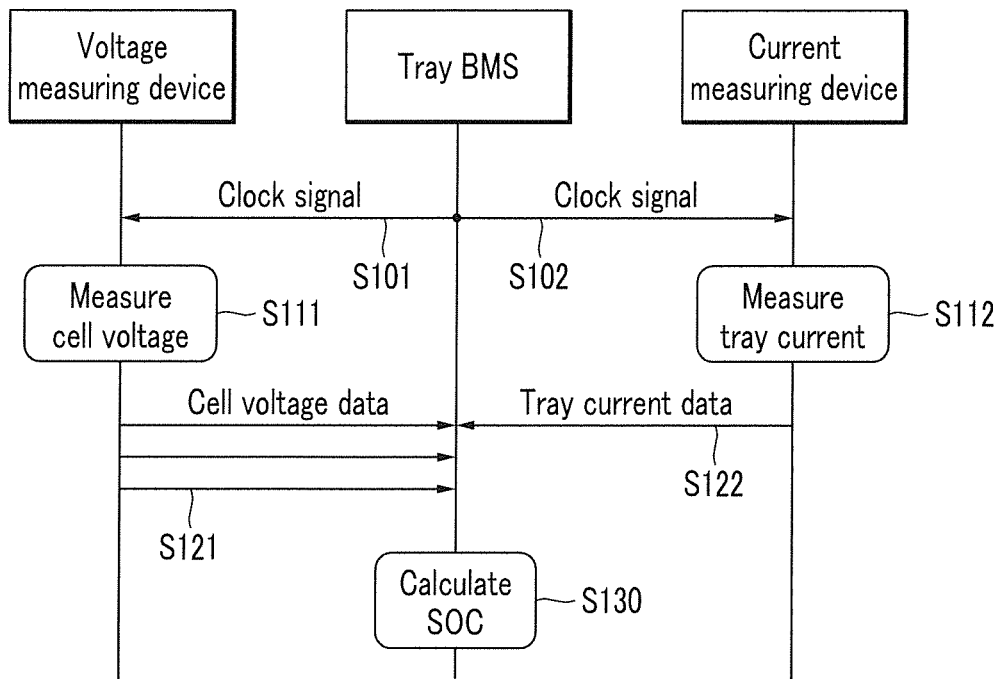 Voltage
measuring device
Tray BMS
Current
measuring device
Clock signal
Clock signal
S101
S102
Measure
cell voltage
S111
Measure
tray current
S112
Cell voltage data
Tray current data
S122
S121
Calculate
SOC
S130